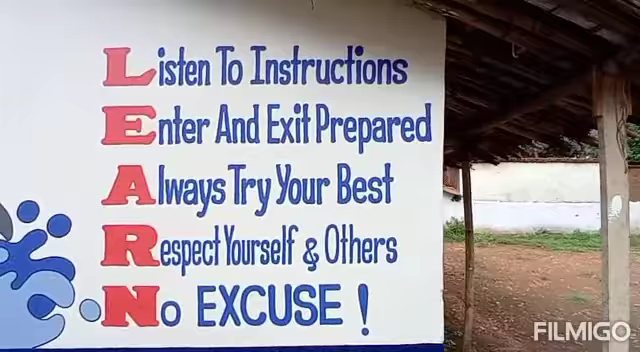 Listen To Instructions
Enter And Exit Prepared
Always Try Your Best
Respect Yourself & Others
No EXCUSE !
FILMIGO